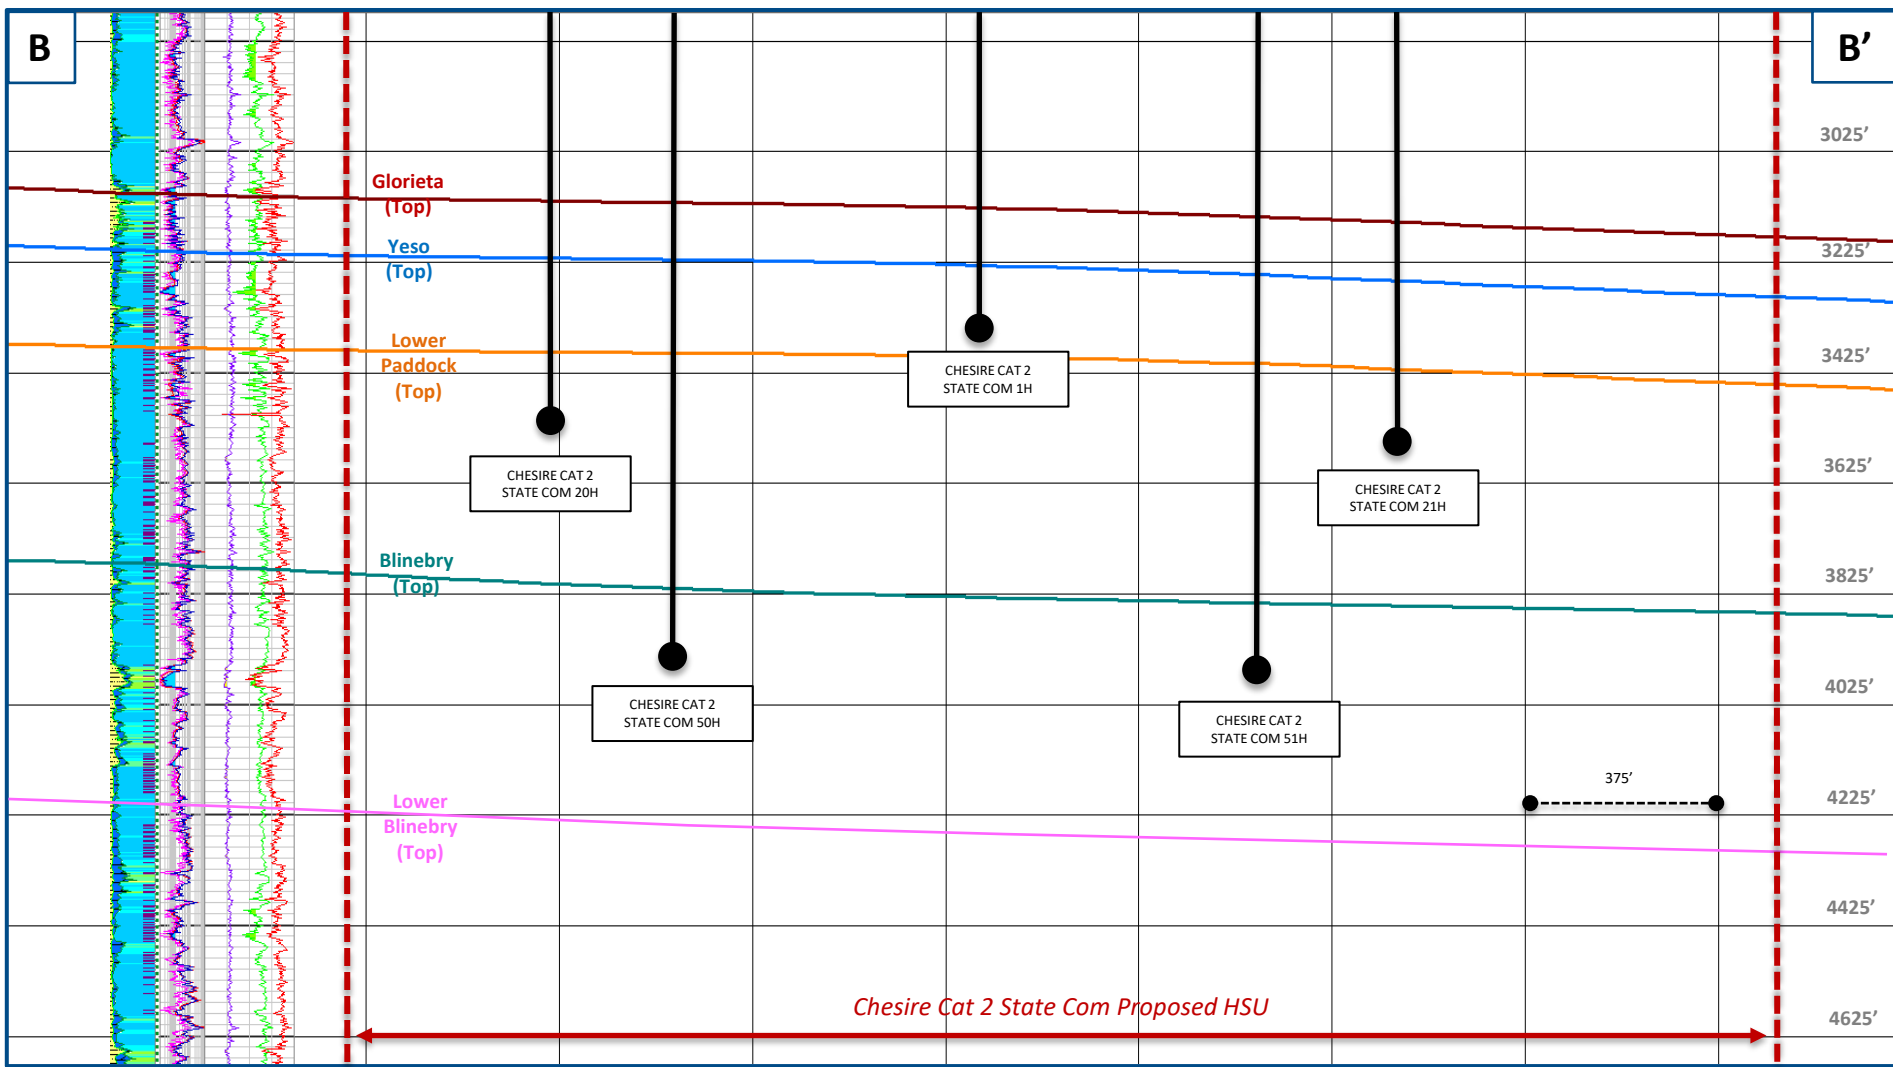 B
B’
3025’
Glorieta
(Top)
Yeso
(Top)
3225’
Lower
Paddock
(Top)
3425’
CHESIRE CAT 2
STATE COM 1H
CHESIRE CAT 2
STATE COM 20H
3625’
CHESIRE CAT 2
STATE COM 21H
Blinebry
(Top)
3825’
4025’
CHESIRE CAT 2
STATE COM 50H
CHESIRE CAT 2
STATE COM 51H
375’
4225’
Lower
Blinebry
(Top)
4425’
Chesire Cat 2 State Com Proposed HSU
4625’